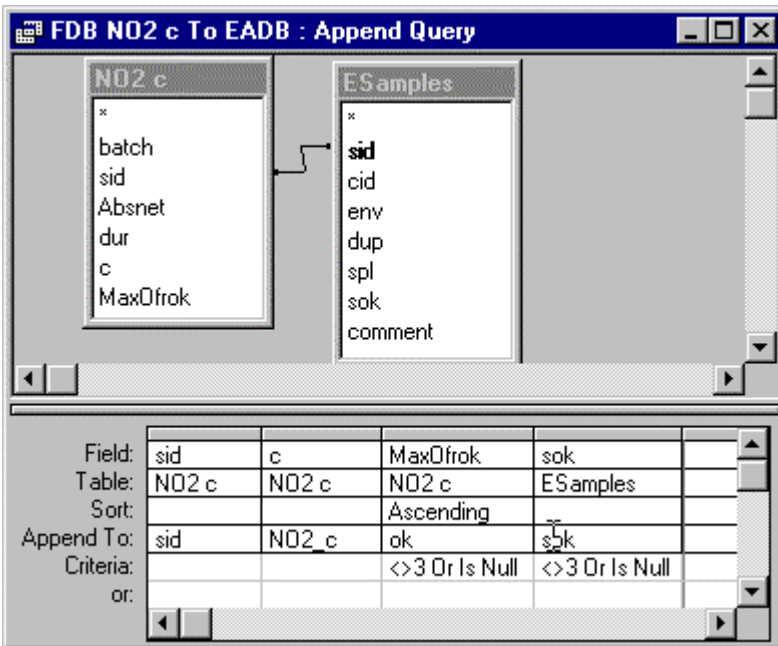 FDB NO2 c To EADB : Append Query
NO2 c
*
batch
sid
Absnet
dur
c
MaxOfrok
ESamples
*
sid
cid
env
dup
spl
sok
comment
Field: sid c MaxOfrok sok
Table: NO2 c NO2 c NO2 c ESamples
Sort: Ascending
Append To: sid NO2_c ok sok
Criteria: <>3 Or Is Null <>3 Or Is Null
or: